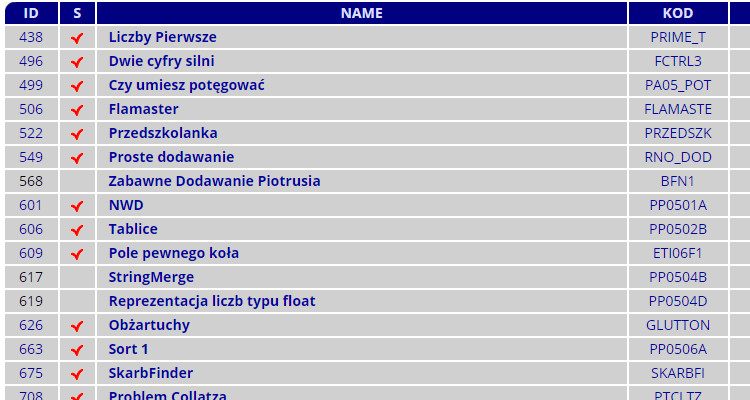 ID S NAME KOD
438 Liczby Pierwsze PRIME_T
496 Dwie cyfry silni FCTRL3
499 Czy umiesz potęgować PA05_POT
506 Flamaster FLAMASTE
522 Przedszkolanka PRZEDSZK
549 Proste dodawanie RNO_DOD
568 Zabawne Dodawanie Piotrusia BFN1
601 NWD PP0501A
606 Tablice PP0502B
609 Pole pewnego koła ETI06F1
617 StringMerge PP0504B
619 Reprezentacja liczb typu float PP0504D
626 Obżartuchy GLUTTON
663 Sort 1 PP0506A
675 SkarbFinder SKARBFI
708 Problem Collatza PTCLTZ